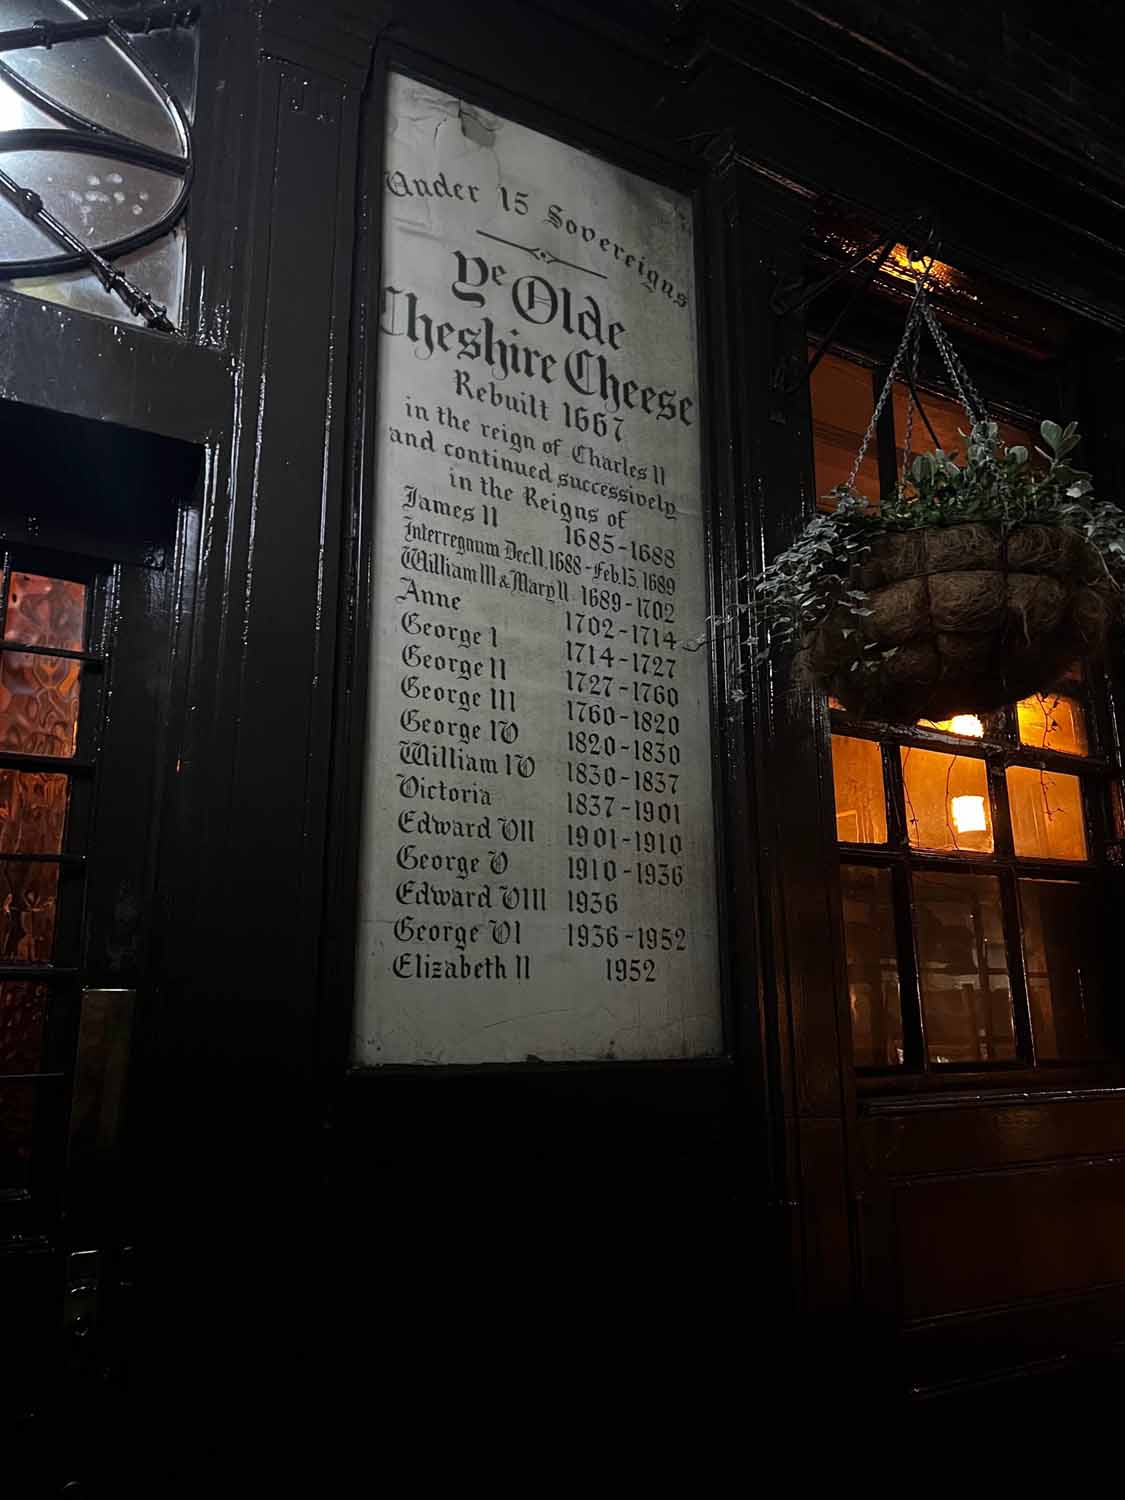 Under 15 Sovereigns
Ye Olde
Cheshire Cheese
Rebuilt 1667
in the reign of Charles II
and continued successively
in the Reigns of
James II 1685-1688
Interregnum Dec.11.1688-Feb.13.1689
William III & Mary II 1689-1702
Anne 1702-1714
George I 1714-1727
George II 1727-1760
George III 1760-1820
George IV 1820-1830
William IV 1830-1837
Victoria 1837-1901
Edward VII 1901-1910
George V 1910-1936
Edward VIII 1936
George VI 1936-1952
Elizabeth II 1952